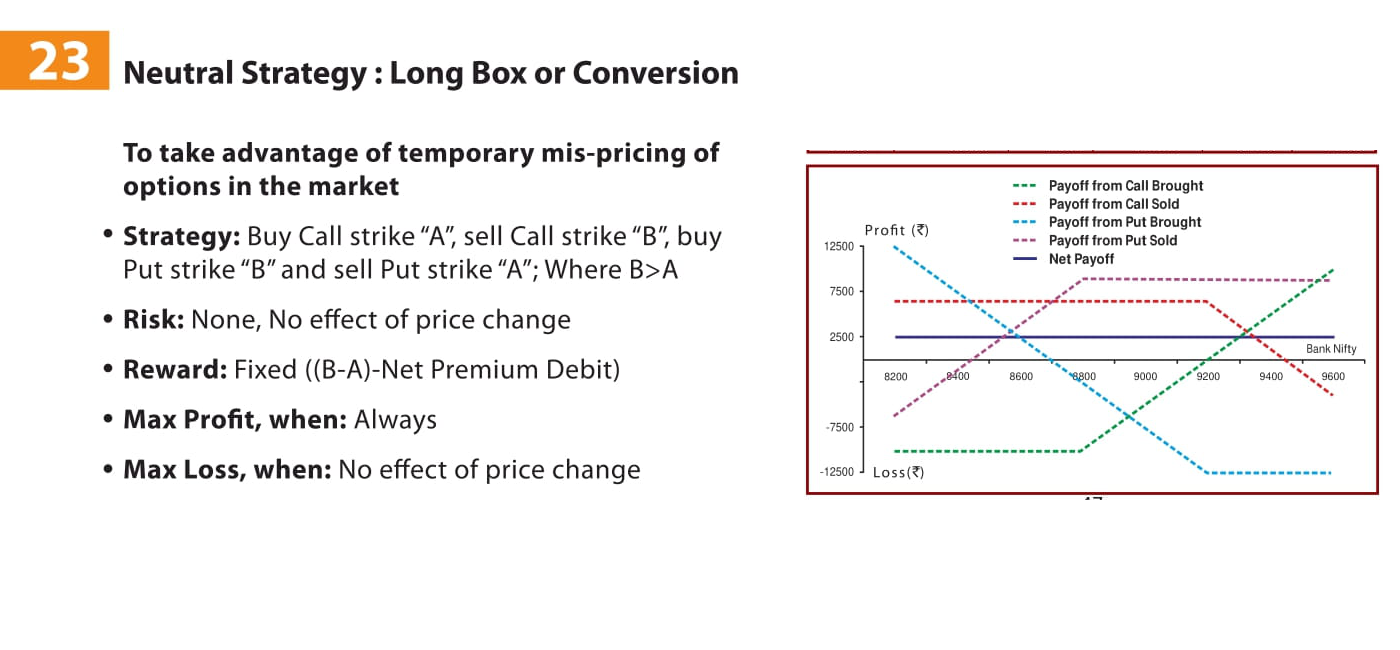 23
Neutral Strategy : Long Box or Conversion
To take advantage of temporary mis-pricing of
options in the market
• Strategy: Buy Call strike “A”, sell Call strike “B”, buy
Put strike “B” and sell Put strike “A”; Where B>A
• Risk: None, No effect of price change
• Reward: Fixed ((B-A)-Net Premium Debit)
• Max Profit, when: Always
• Max Loss, when: No effect of price change
Payoff from Call Brought
Payoff from Call Sold
Payoff from Put Brought
Payoff from Put Sold
Net Payoff
Profit (₹)
12500
7500
2500
Bank Nifty
8200 8400 8600 8800 9000 9200 9400 9600
-7500
-12500 Loss(₹)